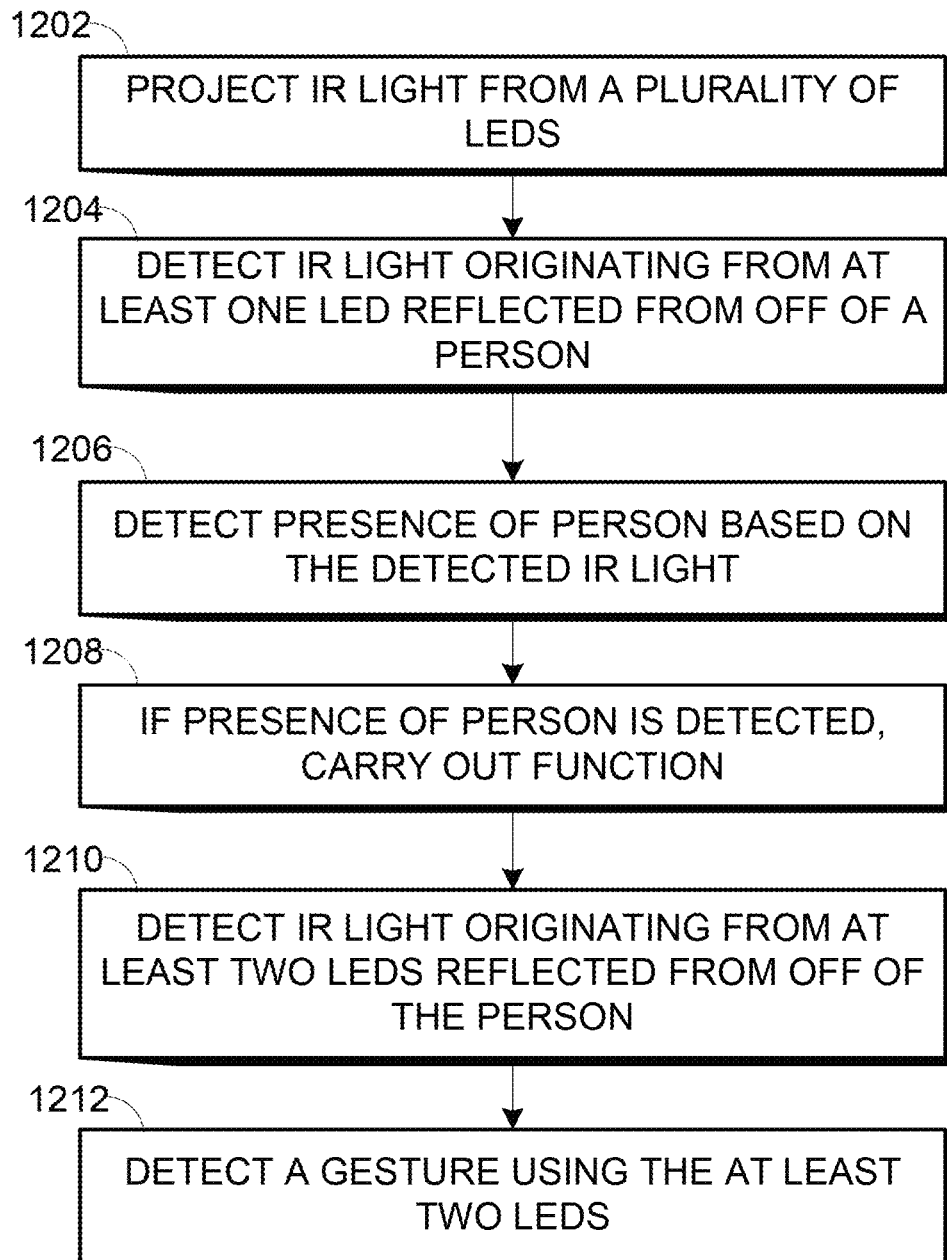 1202
PROJECT IR LIGHT FROM A PLURALITY OF
LEDS
1204
DETECT IR LIGHT ORIGINATING FROM AT
LEAST ONE LED REFLECTED FROM OFF OF A
PERSON
1206
DETECT PRESENCE OF PERSON BASED ON
THE DETECTED IR LIGHT
1208
IF PRESENCE OF PERSON IS DETECTED,
CARRY OUT FUNCTION
1210
DETECT IR LIGHT ORIGINATING FROM AT
LEAST TWO LEDS REFLECTED FROM OFF OF
THE PERSON
1212
DETECT A GESTURE USING THE AT LEAST
TWO LEDS